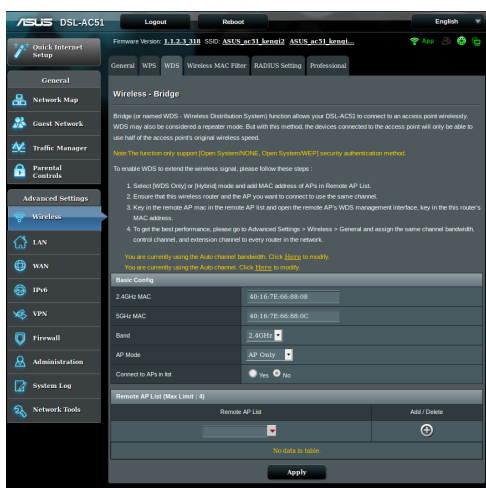 ASUS DSL-AC51
Logout
Reboot
English
Quick Internet
Setup
Firmware Version: 1.1.2.3_318 SSID: ASUS_ac51_kenqi2 ASUS_ac51_kenqi...
App
General WPS WDS Wireless MAC Filter RADIUS Setting Professional
General
Network Map
Guest Network
Traffic Manager
Parental
Controls
Advanced Settings
Wireless
LAN
WAN
IPv6
VPN
Firewall
Administration
System Log
Network Tools
Wireless - Bridge
Bridge (or named WDS - Wireless Distribution System) function allows your DSL-AC51 to connect to an access point wirelessly.
WDS may also be considered a repeater mode. But with this method, the devices connected to the access point will only be able to
use half of the access point's original wireless speed.
Note:The function only support [Open System/NONE, Open System/WEP] security authentication method.
To enable WDS to extend the wireless signal, please follow these steps :
1. Select [WDS Only] or [Hybrid] mode and add MAC address of APs in Remote AP List.
2. Ensure that this wireless router and the AP you want to connect to use the same channel.
3. Key in the remote AP mac in the remote AP list and open the remote AP's WDS management interface, key in the this router's
MAC address.
4. To get the best performance, please go to Advanced Settings > Wireless > General and assign the same channel bandwidth,
control channel, and extension channel to every router in the network.
You are currently using the Auto channel bandwidth. Click Here to modify.
You are currently using the Auto channel. Click Here to modify.
Basic Config
2.4GHz MAC 40:16:7E:66:88:08
5GHz MAC 40:16:7E:66:88:0C
Band 2.4GHz
AP Mode AP Only
Connect to APs in list Yes No
Remote AP List (Max Limit : 4)
Remote AP List Add / Delete
No data in table.
Apply